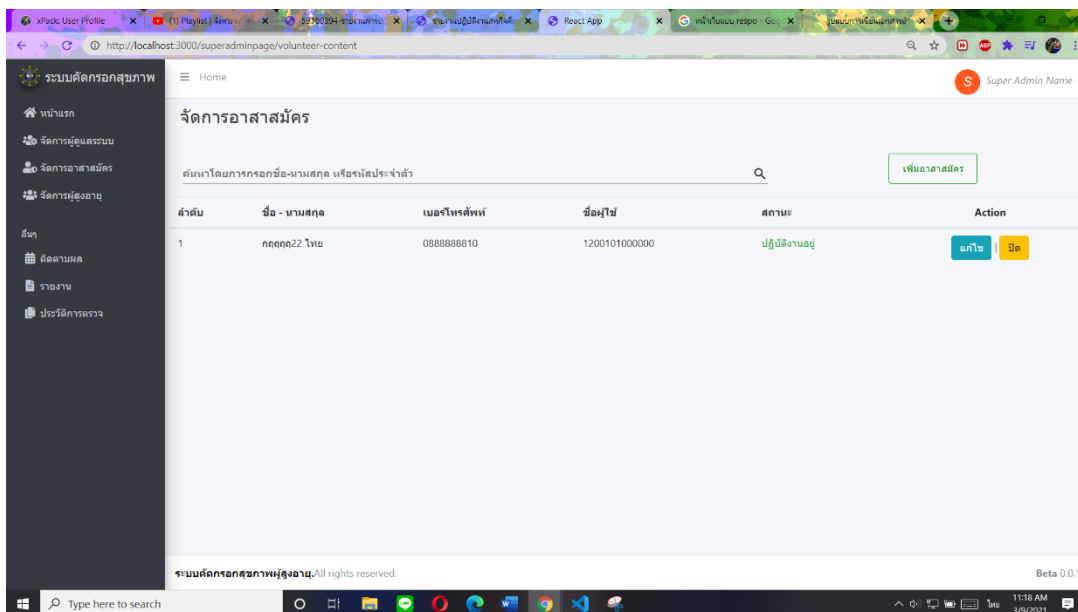 xPack: User Profile
(1) Playlist |
React App
http://localhost:3000/superadminpage/volunteer-content
ระบบคัดกรอกสุขภาพ
Home
S
Super Admin Name
หน้าแรก
จัดการผู้ดูแลระบบ
จัดการอาสาสมัคร
จัดการผู้สูงอายุ
อื่นๆ
ติดตามผล
รายงาน
ประวัติการตรวจ
จัดการอาสาสมัคร
ค้นหาโดยการกรอกชื่อ-นามสกุล หรือรหัสประจำตัว
เพิ่มอาสาสมัคร
ลำดับ ชื่อ - นามสกุล เบอร์โทรศัพท์ ชื่อผู้ใช้ สถานะ Action
1 กฤฤฤฤ22 ไทย 0888888810 1200101000000 ปฏิบัติงานอยู่ แก้ไข | ปิด
ระบบคัดกรอกสุขภาพผู้สูงอายุ.All rights reserved.
Beta 0.0.1
Type here to search
ไทย
11:18 AM
3/9/2021